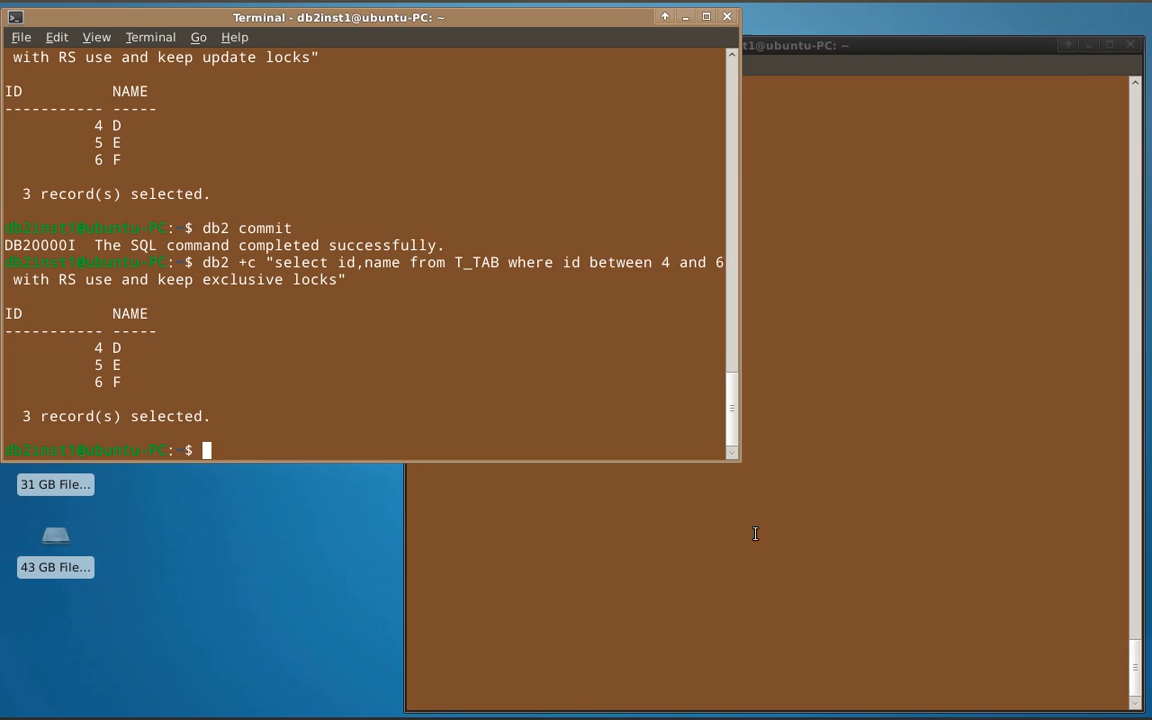 Terminal - db2inst1@ubuntu-PC: ~
t1@ubuntu-PC: ~
File Edit View Terminal Go Help
 with RS use and keep update locks"
ID          NAME
----------- -----
          4 D
          5 E
          6 F
  3 record(s) selected.
db2inst1@ubuntu-PC:~$ db2 commit
DB20000I  The SQL command completed successfully.
db2inst1@ubuntu-PC:~$ db2 +c "select id,name from T_TAB where id between 4 and 6
 with RS use and keep exclusive locks"
ID          NAME
----------- -----
          4 D
          5 E
          6 F
  3 record(s) selected.
db2inst1@ubuntu-PC:~$
31 GB File...
43 GB File...